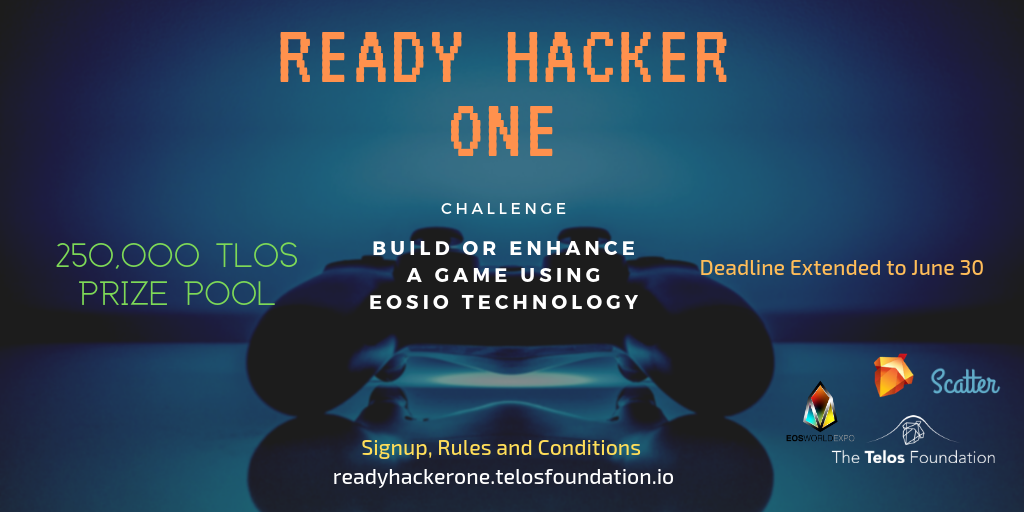 READY HACKER
ONE
CHALLENGE
BUILD OR ENHANCE
A GAME USING
EOSIO TECHNOLOGY
250,000 TLOS
PRIZE POOL
Deadline Extended to June 30
Scatter
EOSWORLDEXPO
The Telos Foundation
Signup, Rules and Conditions
readyhackerone.telosfoundation.io